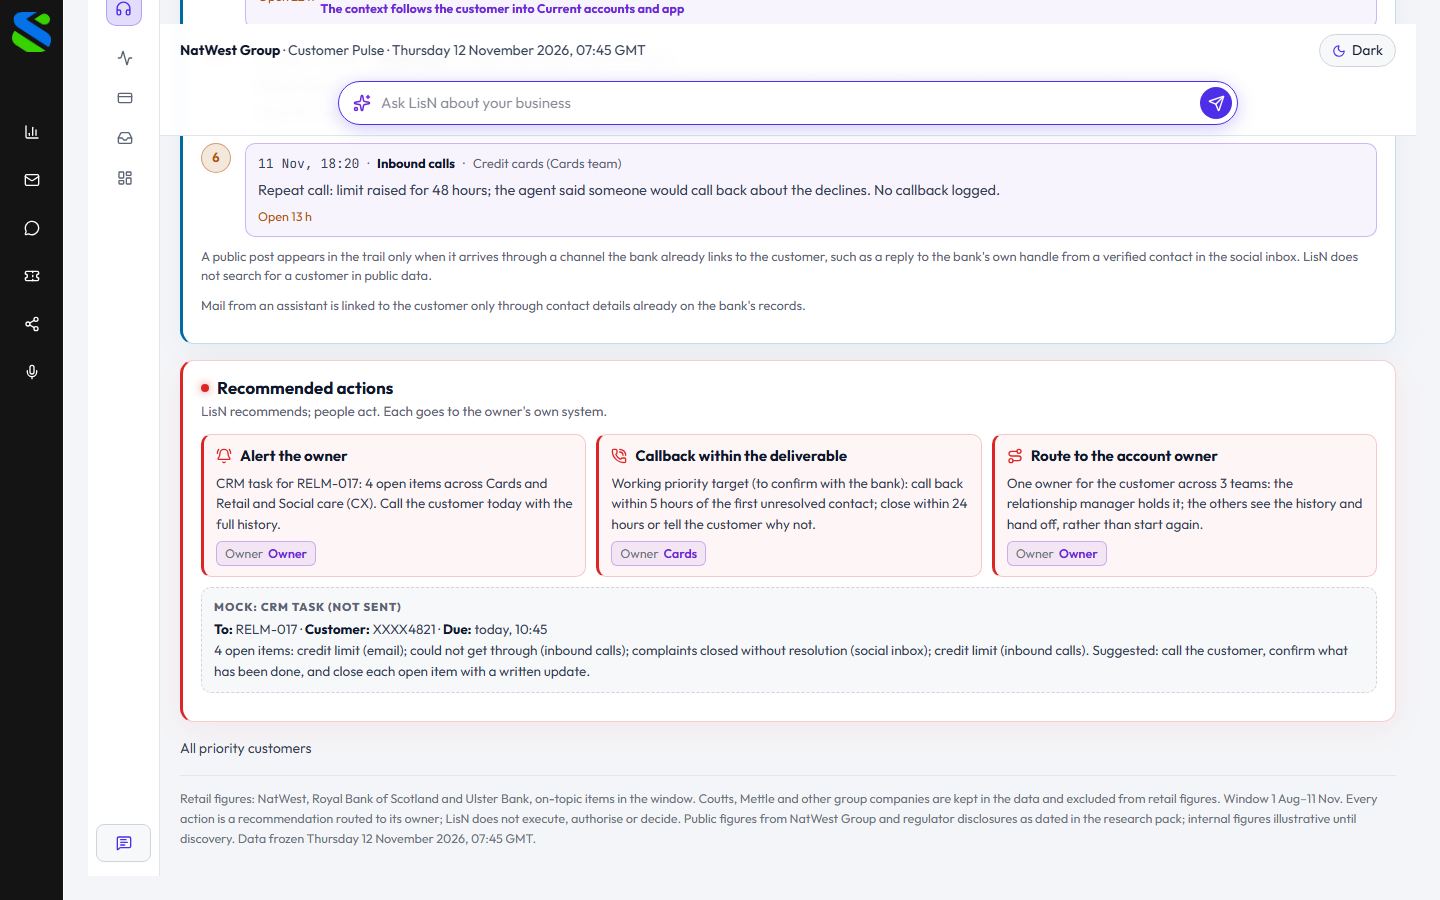 The context follows the customer into Current accounts and app
NatWest Group · Customer Pulse · Thursday 12 November 2026, 07:45 GMT
Dark
Ask LisN about your business
6
11 Nov, 18:20 · Inbound calls · Credit cards (Cards team)
Repeat call: limit raised for 48 hours; the agent said someone would call back about the declines. No callback logged.
Open 13 h
A public post appears in the trail only when it arrives through a channel the bank already links to the customer, such as a reply to the bank's own handle from a verified contact in the social inbox. LisN does
not search for a customer in public data.
Mail from an assistant is linked to the customer only through contact details already on the bank's records.
Recommended actions
LisN recommends; people act. Each goes to the owner's own system.
Alert the owner
CRM task for RELM-017: 4 open items across Cards and
Retail and Social care (CX). Call the customer today with the
full history.
Owner Owner
Callback within the deliverable
Working priority target (to confirm with the bank): call back
within 5 hours of the first unresolved contact; close within 24
hours or tell the customer why not.
Owner Cards
Route to the account owner
One owner for the customer across 3 teams: the
relationship manager holds it; the others see the history and
hand off, rather than start again.
Owner Owner
MOCK: CRM TASK (NOT SENT)
To: RELM-017 · Customer: XXXX4821 · Due: today, 10:45
4 open items: credit limit (email); could not get through (inbound calls); complaints closed without resolution (social inbox); credit limit (inbound calls). Suggested: call the customer, confirm what
has been done, and close each open item with a written update.
All priority customers
Retail figures: NatWest, Royal Bank of Scotland and Ulster Bank, on-topic items in the window. Coutts, Mettle and other group companies are kept in the data and excluded from retail figures. Window 1 Aug–11 Nov. Every
action is a recommendation routed to its owner; LisN does not execute, authorise or decide. Public figures from NatWest Group and regulator disclosures as dated in the research pack; internal figures illustrative until
discovery. Data frozen Thursday 12 November 2026, 07:45 GMT.